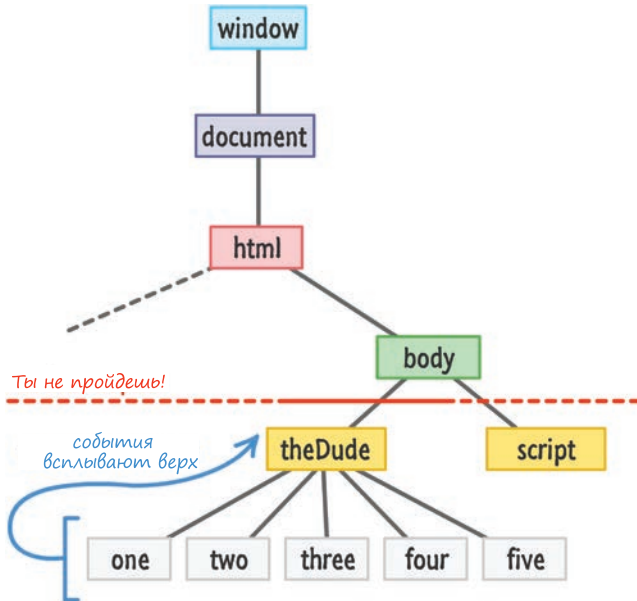 window
document
html
body
Ты не пройдешь!
события
всплывают верх
theDude
script
one
two
three
four
five